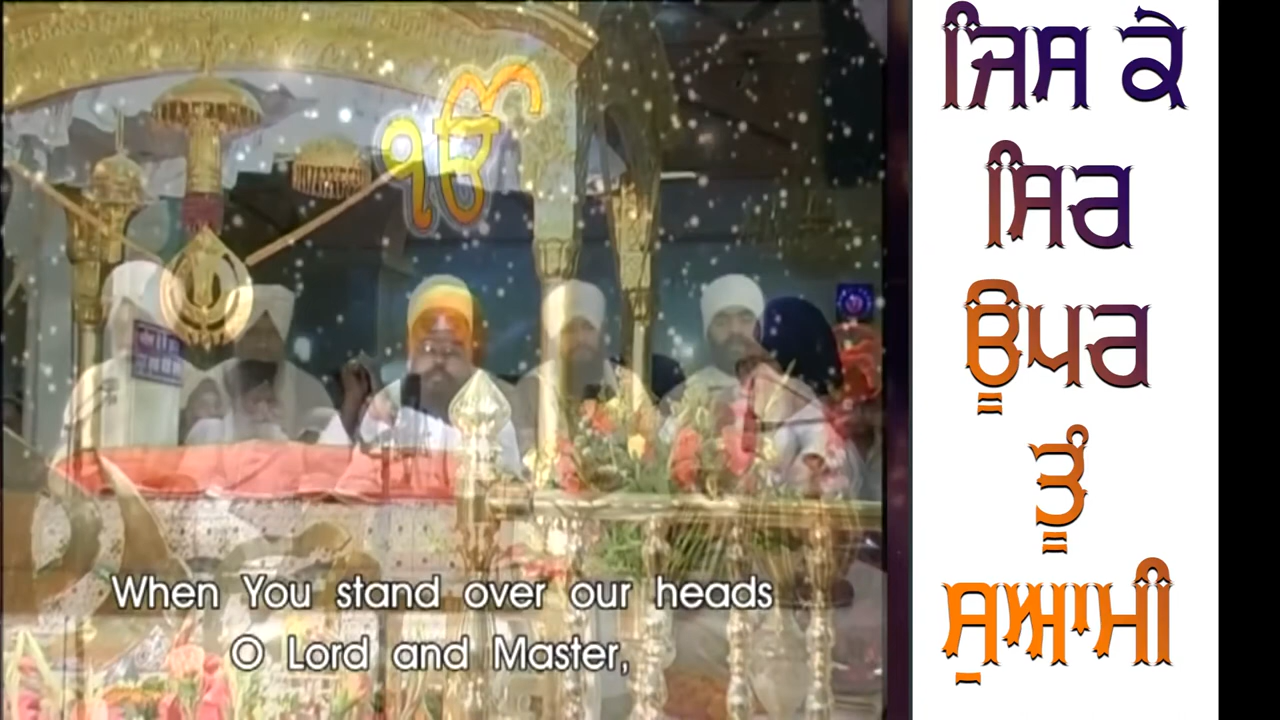 ੴ
When You stand over our heads
O Lord and Master,
ਜਿਸ ਕੇ
ਸਿਰ
ਊਪਰ
ਤੂੰ
ਸੁਆਮੀ